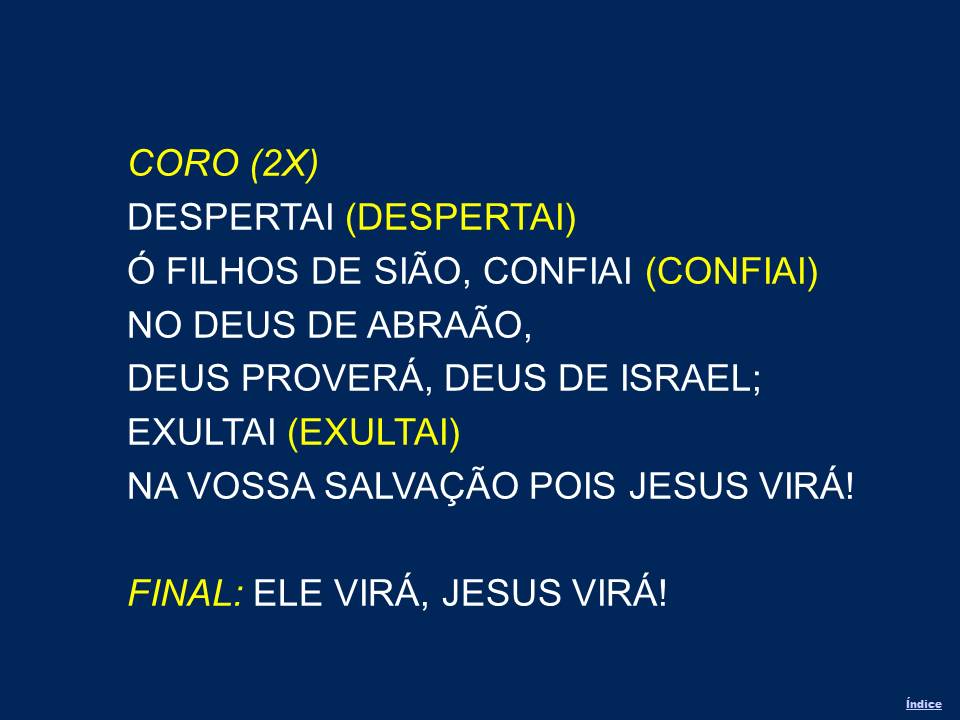 CORO (2X)
DESPERTAI (DESPERTAI)
Ó FILHOS DE SIÃO, CONFIAI (CONFIAI)
NO DEUS DE ABRAÃO,
DEUS PROVERÁ, DEUS DE ISRAEL;
EXULTAI (EXULTAI)
NA VOSSA SALVAÇÃO POIS JESUS VIRÁ!
FINAL: ELE VIRÁ, JESUS VIRÁ!
Índice